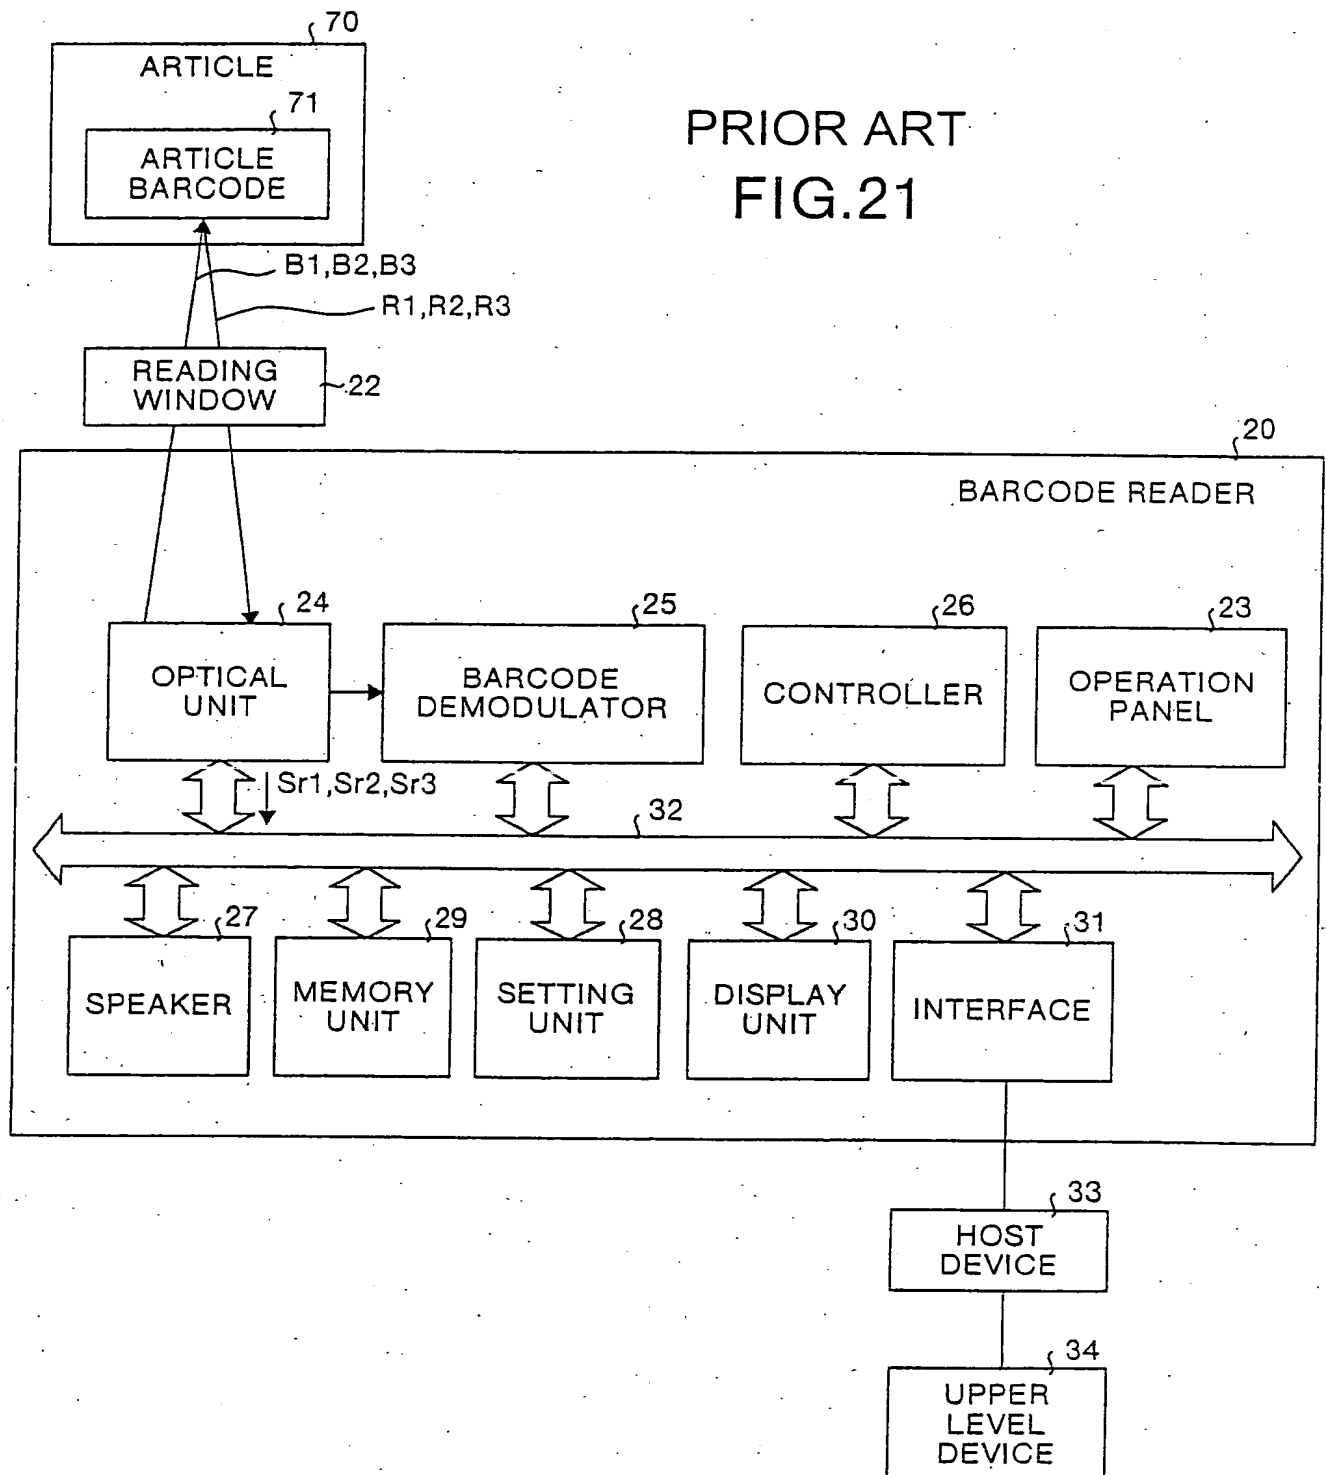 70
ARTICLE
71
ARTICLE
BARCODE
PRIOR ART
FIG.21
B1,B2,B3
R1,R2,R3
READING
WINDOW
22
20
BARCODE READER
24
OPTICAL
UNIT
25
BARCODE
DEMODULATOR
26
CONTROLLER
23
OPERATION
PANEL
Sr1,Sr2,Sr3
32
27
SPEAKER
29
MEMORY
UNIT
28
SETTING
UNIT
30
DISPLAY
UNIT
31
INTERFACE
33
HOST
DEVICE
34
UPPER
LEVEL
DEVICE